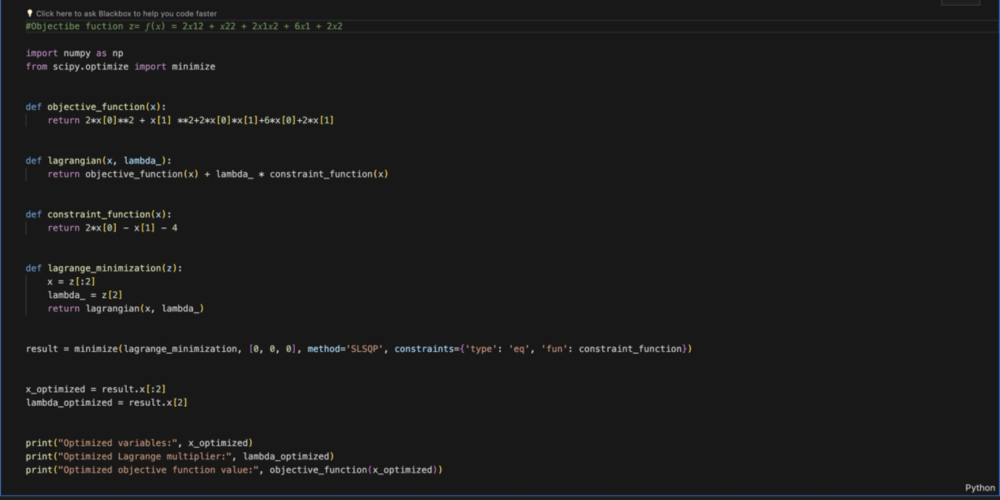 Click here to ask Blackbox to help you code faster
#Objectibe fuction z= 𝑓(𝑥) = 2𝑥12 + 𝑥22 + 2𝑥1𝑥2 + 6𝑥1 + 2𝑥2
import numpy as np
from scipy.optimize import minimize
def objective_function(x):
    return 2*x[0]**2 + x[1] **2+2*x[0]*x[1]+6*x[0]+2*x[1]
def lagrangian(x, lambda_):
    return objective_function(x) + lambda_ * constraint_function(x)
def constraint_function(x):
    return 2*x[0] - x[1] - 4
def lagrange_minimization(z):
    x = z[:2]
    lambda_ = z[2]
    return lagrangian(x, lambda_)
result = minimize(lagrange_minimization, [0, 0, 0], method='SLSQP', constraints={'type': 'eq', 'fun': constraint_function})
x_optimized = result.x[:2]
lambda_optimized = result.x[2]
print("Optimized variables:", x_optimized)
print("Optimized Lagrange multiplier:", lambda_optimized)
print("Optimized objective function value:", objective_function(x_optimized))
Python